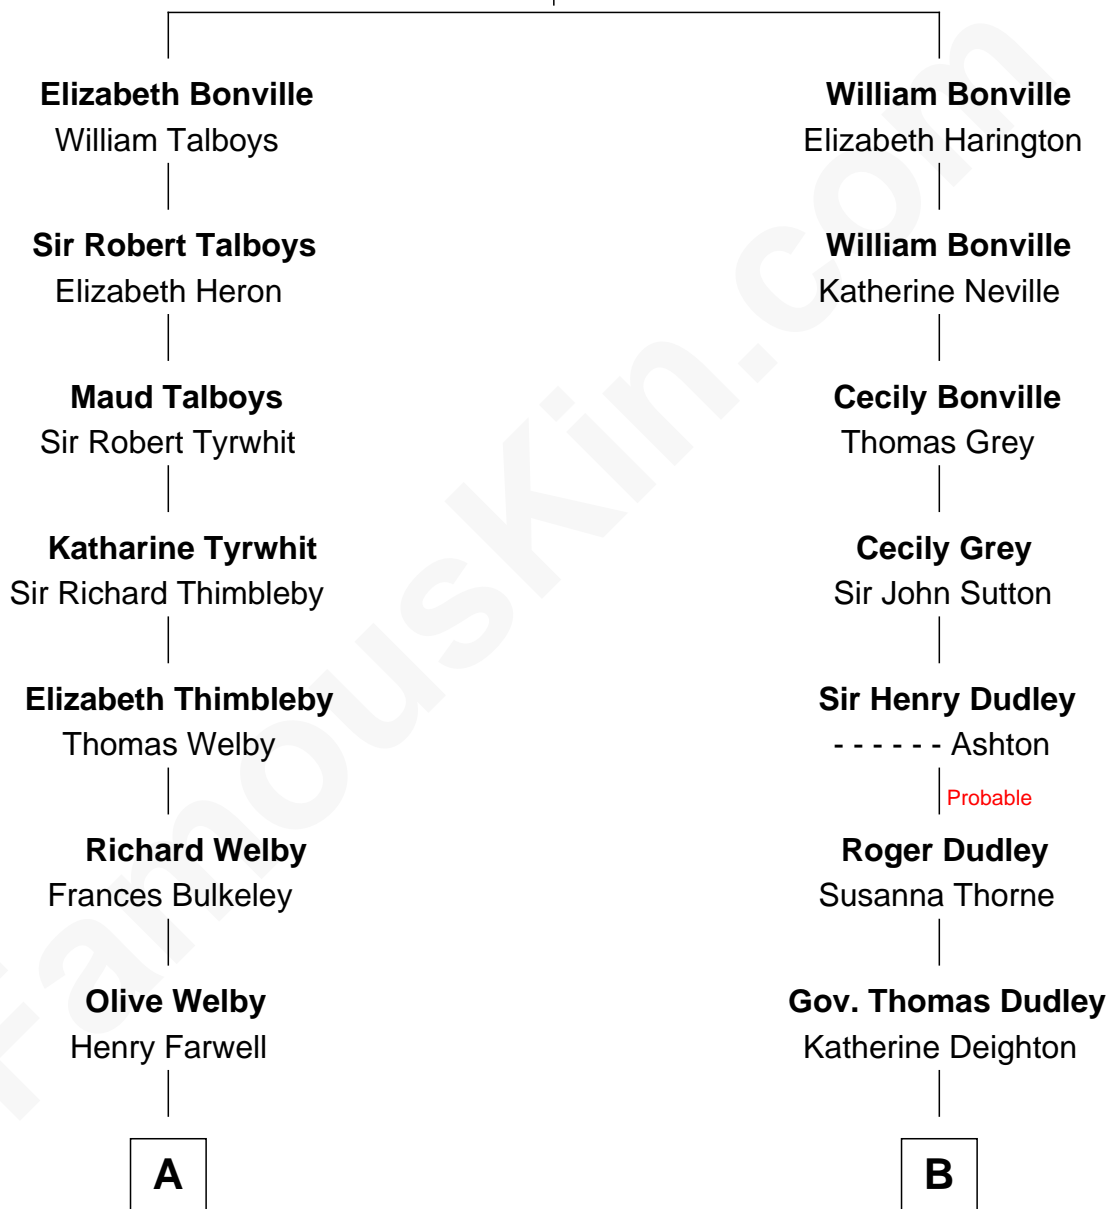 Elizabeth Bonville
William Talboys
Sir Robert Talboys
Elizabeth Heron
Maud Talboys
Sir Robert Tyrwhit
Katharine Tyrwhit
Sir Richard Thimbleby
Elizabeth Thimbleby
Thomas Welby
Richard Welby
Frances Bulkeley
Olive Welby
Henry Farwell
A
William Bonville
Elizabeth Harington
William Bonville
Katherine Neville
Cecily Bonville
Thomas Grey
Cecily Grey
Sir John Sutton
Sir Henry Dudley
- - - - - - Ashton
Probable
Roger Dudley
Susanna Thorne
Gov. Thomas Dudley
Katherine Deighton
B
FamousKin.com